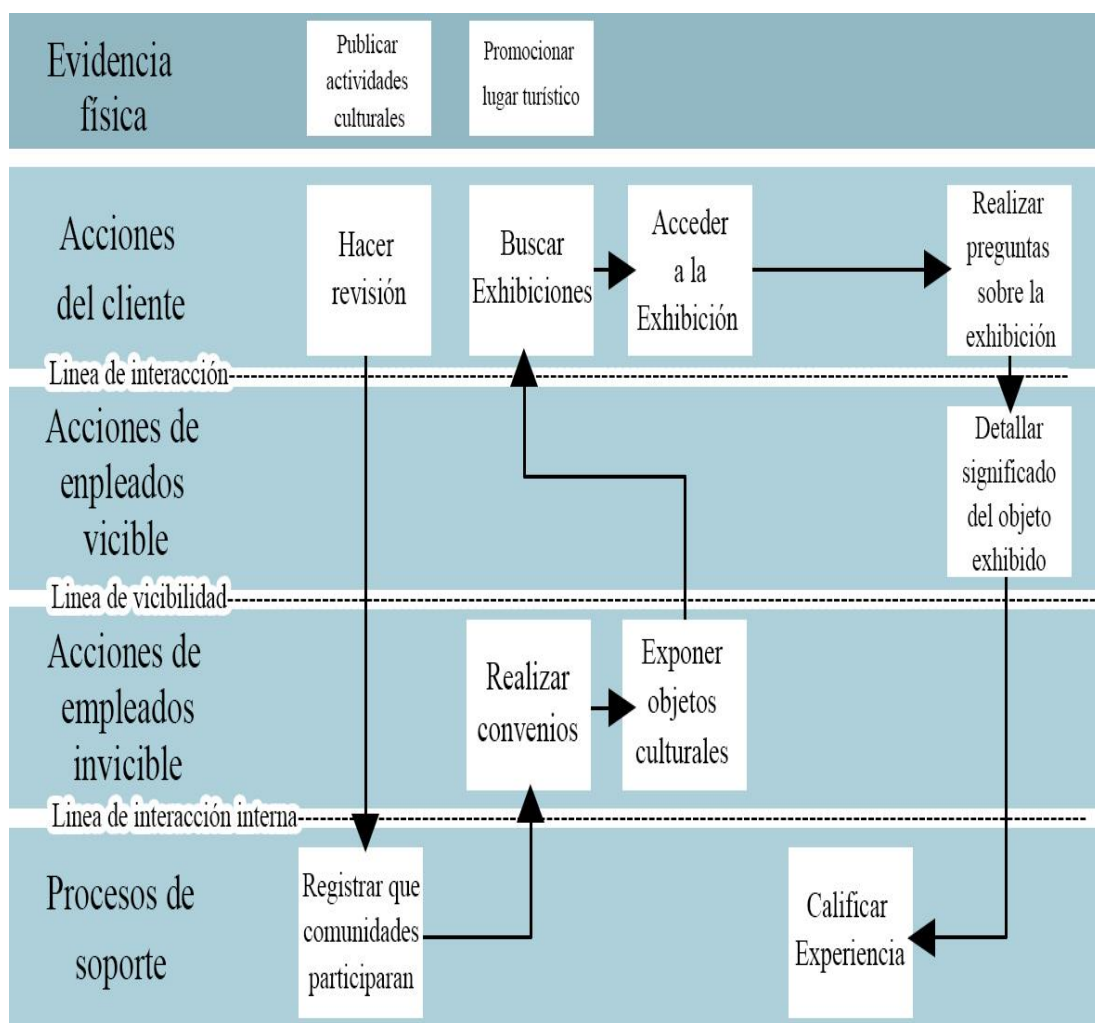 Evidencia
física
Publicar
actividades
culturales
Promocionar
lugar turístico
Acciones
del cliente
Hacer
revisión
Buscar
Exhibiciones
Acceder
a la
Exhibición
Realizar
preguntas
sobre la
exhibición
Linea de interacción
Acciones de
enpleados
vicible
Detallar
significado
del objeto
exhibido
Linea de vicibilidad
Acciones de
empleados
invicible
Realizar
convenios
Exponer
objetos
culturales
Linea de interacción interna
Procesos de
soporte
Registrar que
comunidades
participaran
Calificar
Experiencia